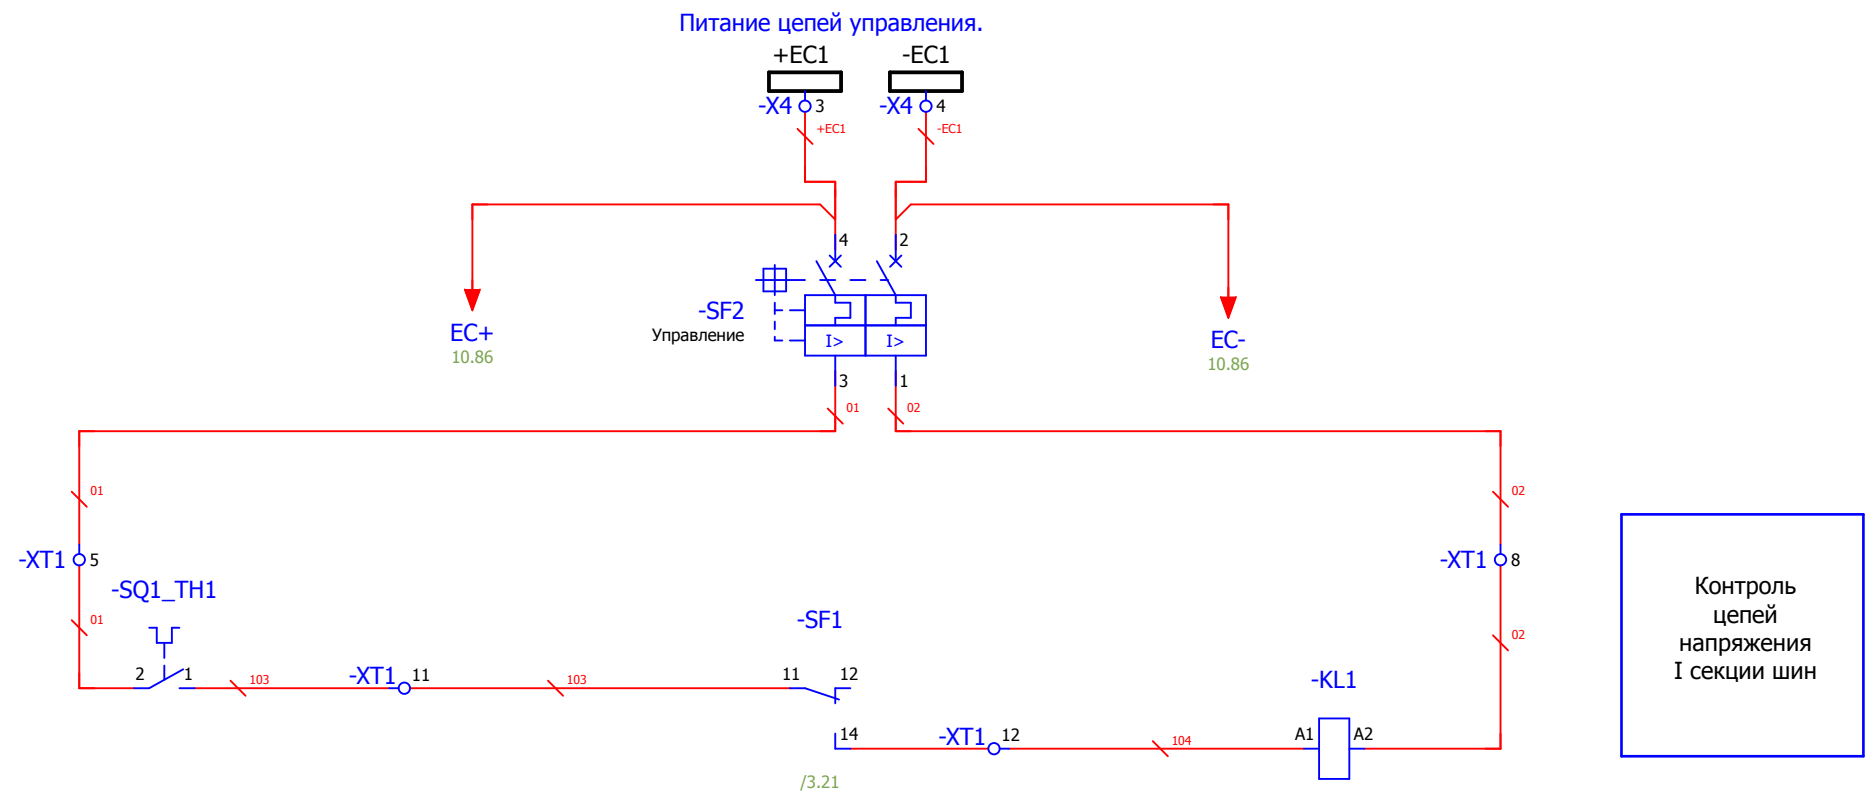 Питание цепей управления.
+EC1
-EC1
-X4 3
-X4 4
+EC1
-EC1
4
2
-SF2
Управление
I>
I>
EC+
10.86
EC-
10.86
3
1
01
02
01
02
-XT1 5
-XT1 8
-SQ1_TH1
01
02
-SF1
2
1
103
-XT1 11
103
11
12
14
-XT1 12
104
-KL1
A1
A2
/3.21
Контроль
цепей
напряжения
I секции шин